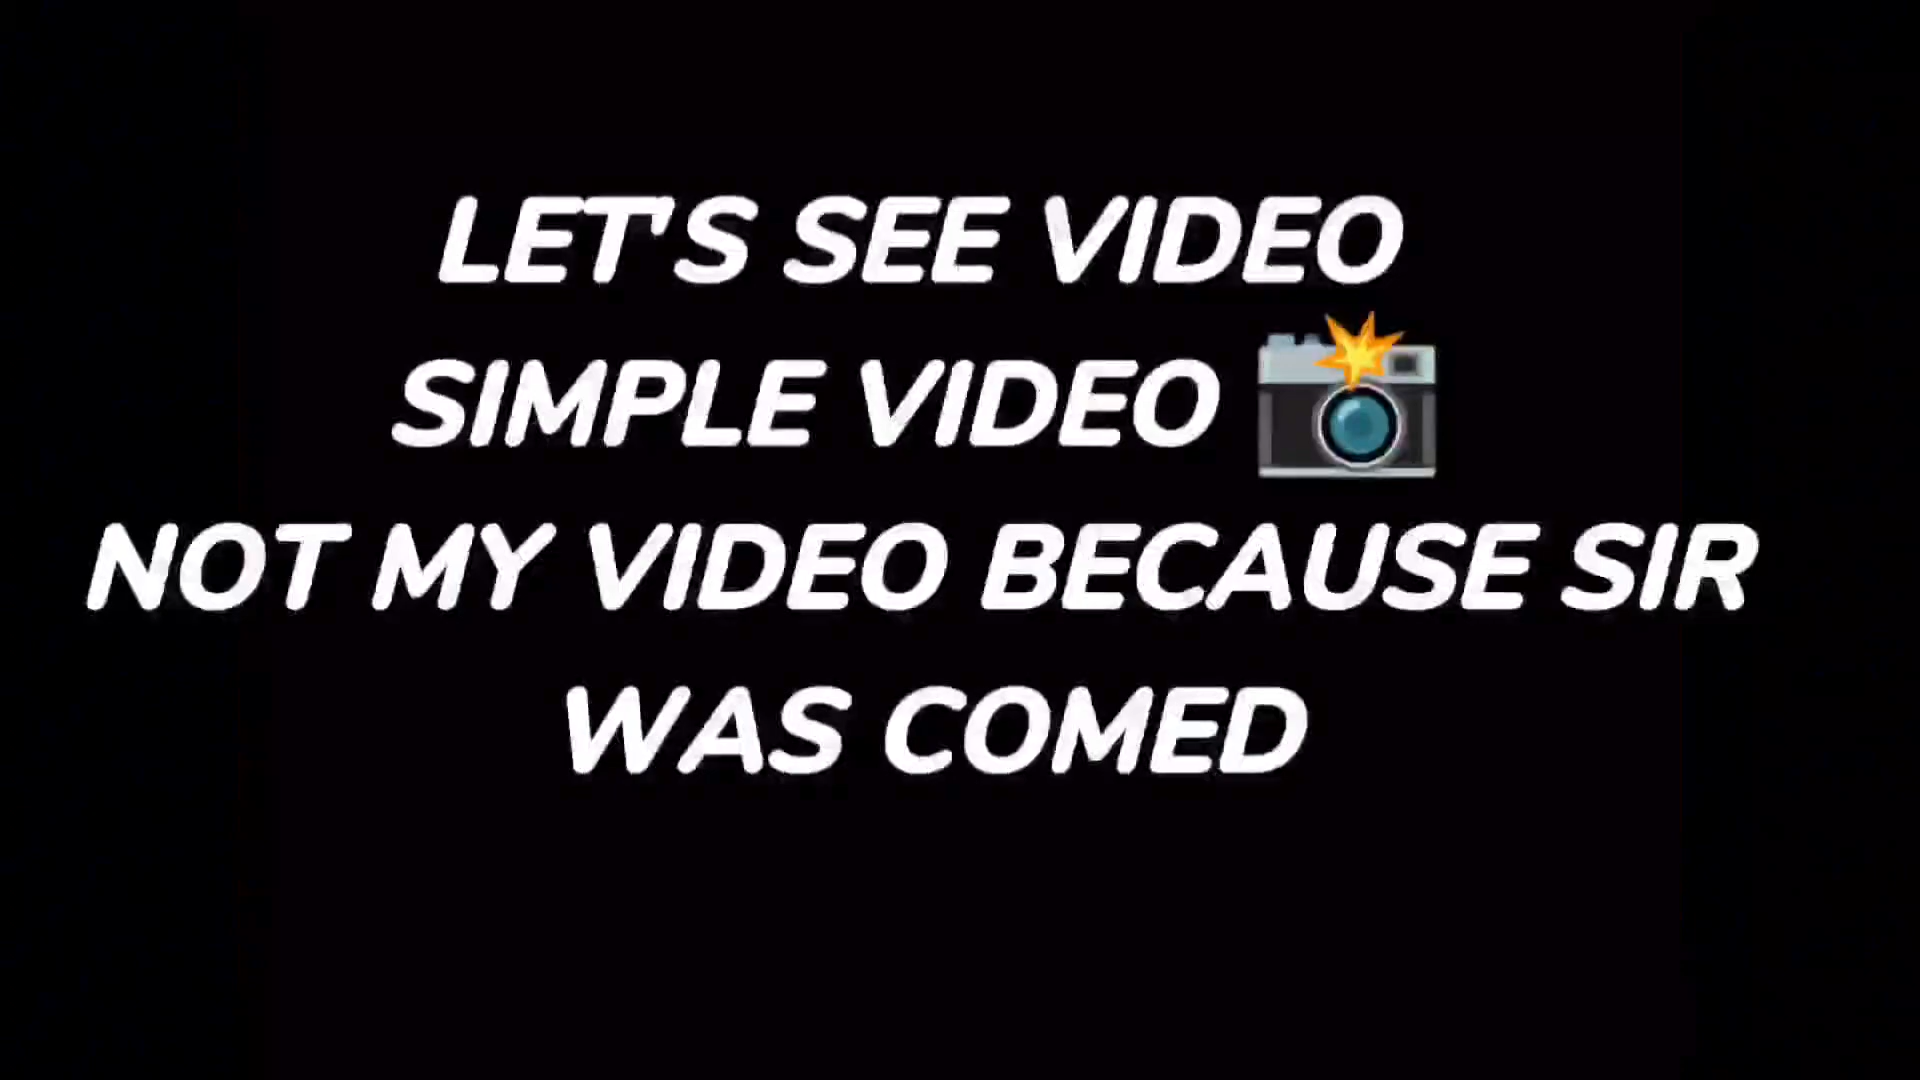 LET'S SEE VIDEO
SIMPLE VIDEO 📸
NOT MY VIDEO BECAUSE SIR
WAS COMED